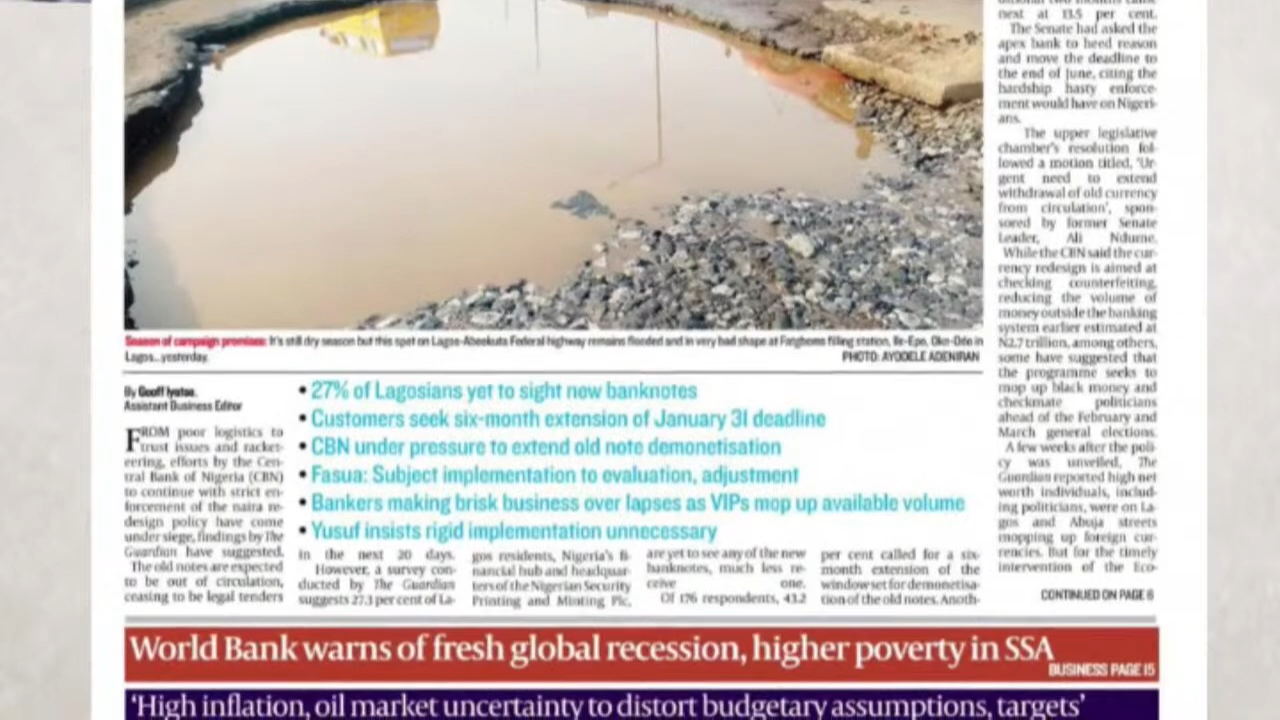 Season of campaign promises: It's still dry season but this spot on Lagos-Abeokuta Federal highway remains flooded and in very bad shape at Fatgbems filling station, Ile-Epo, Oke-Odo in
Lagos...yesterday.
PHOTO: AYODELE ADENIRAN
By Geoff Iyatse,
Assistant Business Editor
FROM poor logistics to
trust issues and racket-
eering, efforts by the Cen-
tral Bank of Nigeria (CBN)
to continue with strict en-
forcement of the naira re-
design policy have come
under siege, findings by The
Guardian have suggested.
The old notes are expected
to be out of circulation,
ceasing to be legal tenders
• 27% of Lagosians yet to sight new banknotes
• Customers seek six-month extension of January 31 deadline
• CBN under pressure to extend old note demonetisation
• Fasua: Subject implementation to evaluation, adjustment
• Bankers making brisk business over lapses as VIPs mop up available volume
• Yusuf insists rigid implementation unnecessary
in the next 20 days.
However, a survey con-
ducted by The Guardian
suggests 27.3 per cent of La-
gos residents, Nigeria's fi-
nancial hub and headquar-
ters of the Nigerian Security
Printing and Minting Plc,
are yet to see any of the new
banknotes, much less re-
ceive one.
Of 176 respondents, 43.2
per cent called for a six-
month extension of the
window set for demonetisa-
tion of the old notes. Anoth-
next at 13.5 per cent.
The Senate had asked the
apex bank to heed reason
and move the deadline to
the end of June, citing the
hardship hasty enforce-
ment would have on Nigeri-
ans.
The upper legislative
chamber's resolution fol-
lowed a motion titled, 'Ur-
gent need to extend
withdrawal of old currency
from circulation', spon-
sored by former Senate
Leader, Ali Ndume.
While the CBN said the cur-
rency redesign is aimed at
checking counterfeiting,
reducing the volume of
money outside the banking
system earlier estimated at
N2.7 trillion, among others,
some have suggested that
the programme seeks to
mop up black money and
checkmate politicians
ahead of the February and
March general elections.
A few weeks after the poli-
cy was unveiled, The
Guardian reported high net
worth individuals, includ-
ing politicians, were on La-
gos and Abuja streets
mopping up foreign cur-
rencies. But for the timely
intervention of the Eco-
CONTINUED ON PAGE 6
World Bank warns of fresh global recession, higher poverty in SSA
BUSINESS PAGE 15
'High inflation, oil market uncertainty to distort budgetary assumptions, targets'